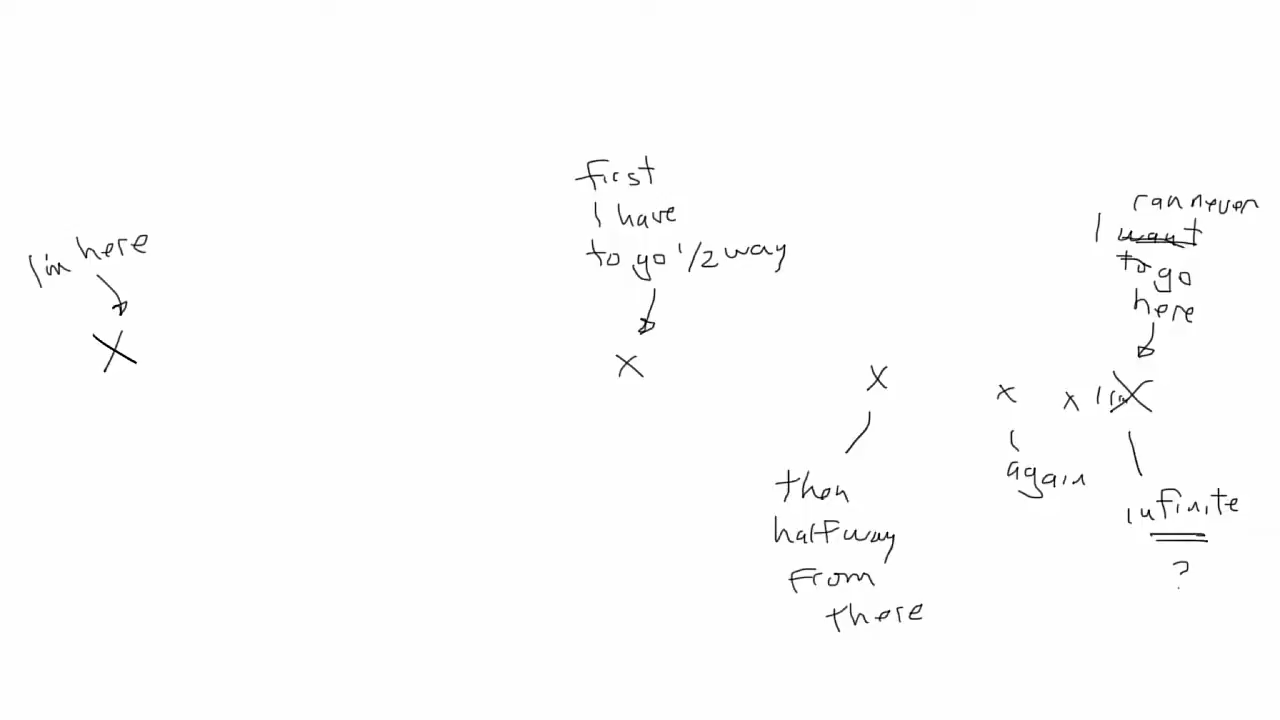 I'm here
X
first
I have
to go 1/2 way
X
can never
I want
to go
here
X
then
halfway
from
there
X
again
X
X
infinite
?